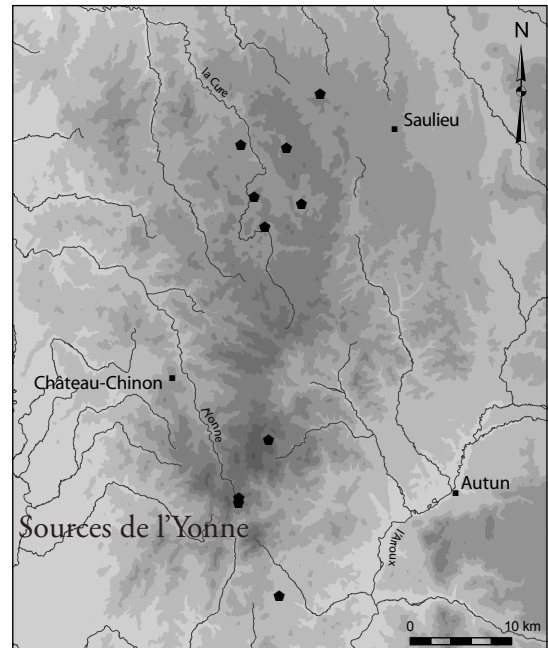 N
la Cure
Saulieu
Château-Chinon
Yonne
Autun
Sources de l'Yonne
l'Arroux
0 10 km